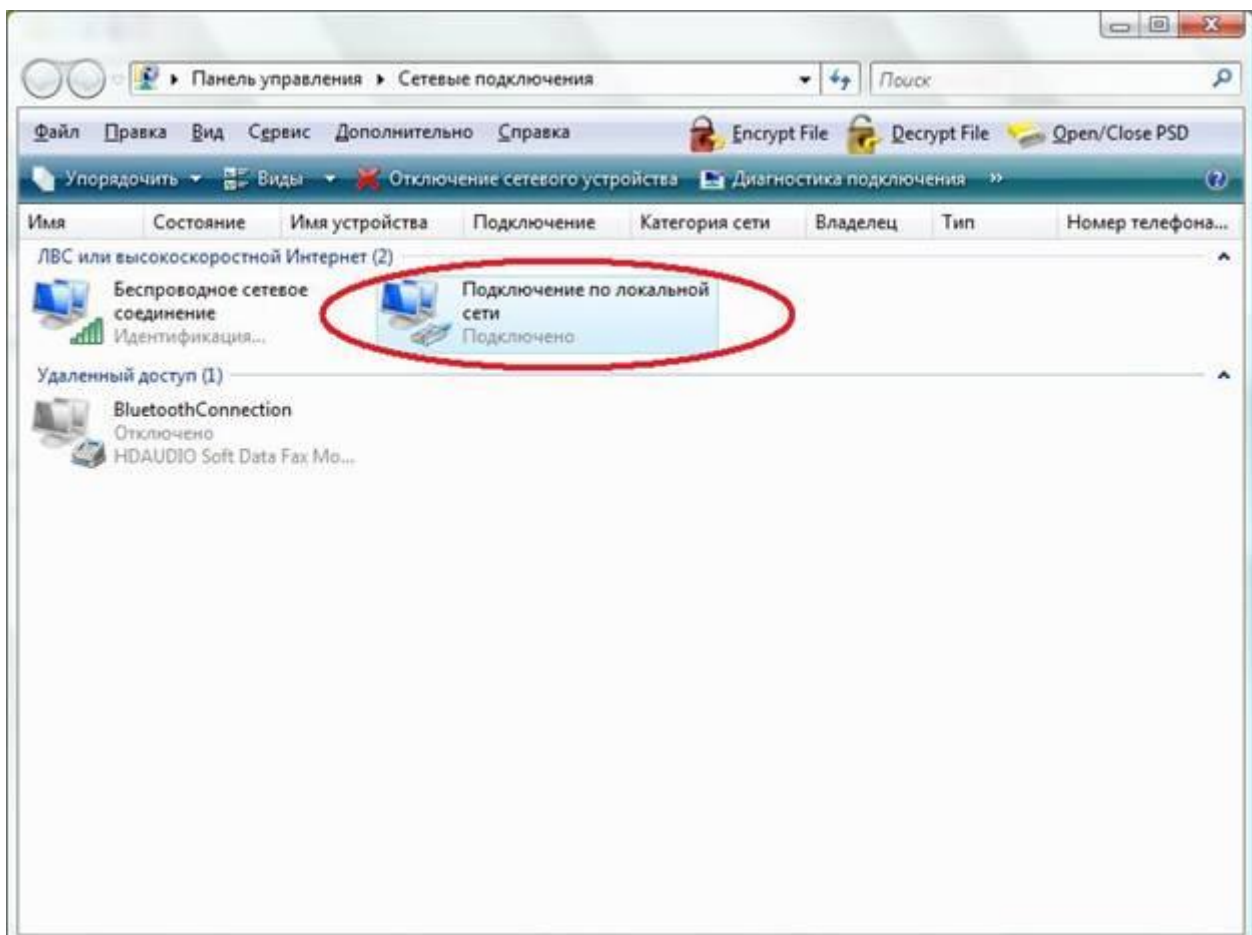 Панель управления Сетевые подключения Поиск
Файл Правка Вид Сервис Дополнительно Справка Encrypt File Decrypt File Open/Close PSD
Упорядочить Виды Отключение сетевого устройства Диагностика подключения »
Имя Состояние Имя устройства Подключение Категория сети Владелец Тип Номер телефона...
ЛВС или высокоскоростной Интернет (2)
Беспроводное сетевое
соединение
Идентификация...
Подключение по локальной
сети
Подключено
Удаленный доступ (1)
BluetoothConnection
Отключено
HDAUDIO Soft Data Fax Mo...